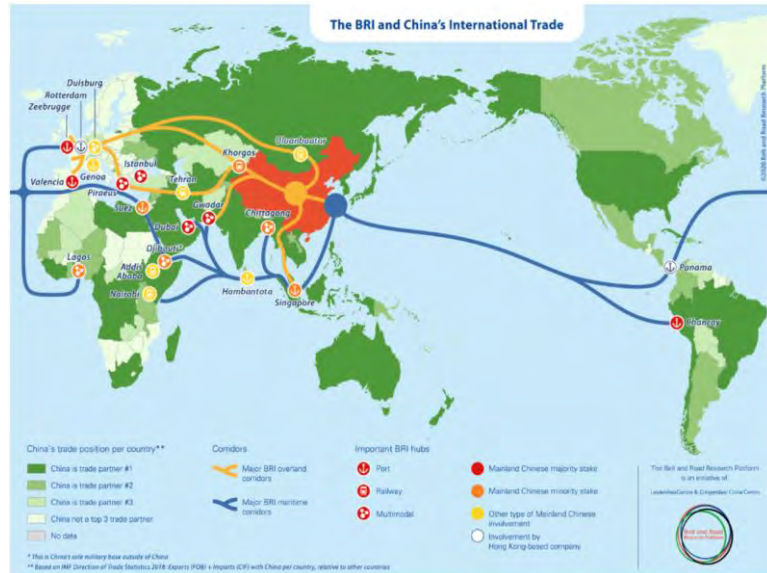 The BRI and China's International Trade
Duisburg
Rotterdam
Zeebrugge
Ulaanbaatar
Khorgas
Istanbul
Genoa
Tehran
Valencia
Piraeus
Gwadar
Suez
Dubai
Chittagong
Djibouti*
Lagos
Addis
Ababa
Nairobi
Hambantota
Singapore
Panama
Chancay
©2020 Belt and Road Research Platform
China's trade position per country**
China is trade partner #1
China is trade partner #2
China is trade partner #3
China not a top 3 trade partner
No data
Corridors
Major BRI overland
corridors
Major BRI maritime
corridors
Important BRI hubs
Port
Railway
Multimodal
Mainland Chinese majority stake
Mainland Chinese minority stake
Other type of Mainland Chinese
involvement
Involvement by
Hong Kong-based company
The Belt and Road Research Platform
is an initiative of
Belt and Road
Research Platform
* This is China's sole military base outside of China
** Based on IMF Direction of Trade Statistics 2018: Exports (FOB) + Imports (CIF) with China per country, relative to other countries